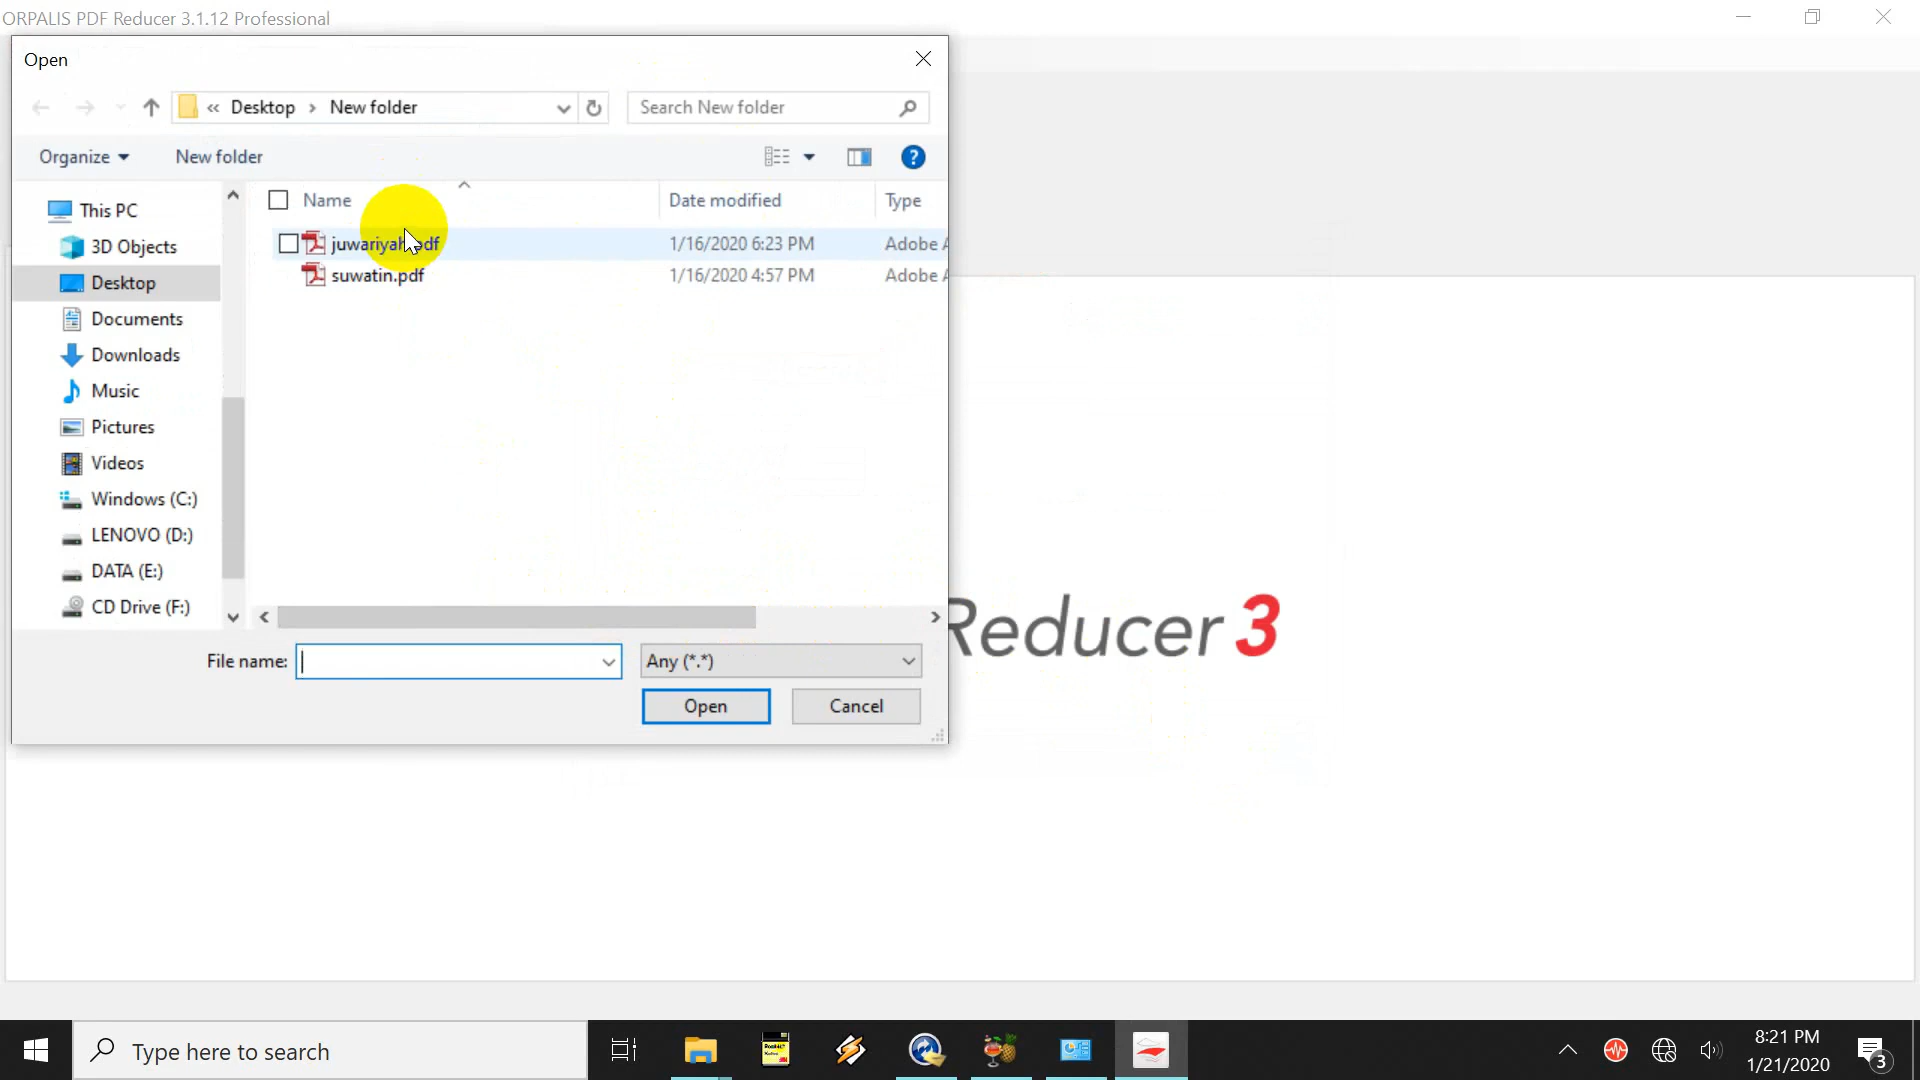 ORPALIS PDF Reducer 3.1.12 Professional
Open
« Desktop › New folder
Search New folder
Organize
New folder
Name
Date modified
Type
juwariyah.pdf
1/16/2020 6:23 PM
Adobe A
suwatin.pdf
1/16/2020 4:57 PM
Adobe A
This PC
3D Objects
Desktop
Documents
Downloads
Music
Pictures
Videos
Windows (C:)
LENOVO (D:)
DATA (E:)
CD Drive (F:)
File name:
Any (*.*)
Open
Cancel
Reducer 3
Type here to search
8:21 PM
1/21/2020
3